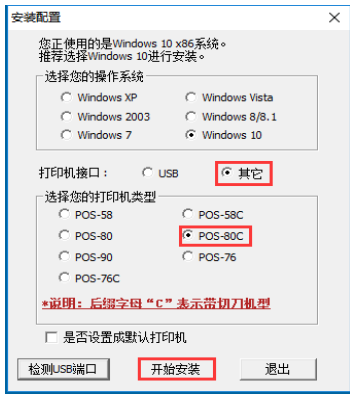 安装配置
您正使用的是Windows 10 x86系统。
推荐选择Windows 10进行安装。
选择您的操作系统
Windows XP Windows Vista
Windows 2003 Windows 8/8.1
Windows 7 Windows 10
打印机接口： USB 其它
选择您的打印机类型
POS-58 POS-58C
POS-80 POS-80C
POS-90 POS-76
POS-76C
*说明：后缀字母“C”表示带切刀机型
是否设置成默认打印机
检测USB端口 开始安装 退出